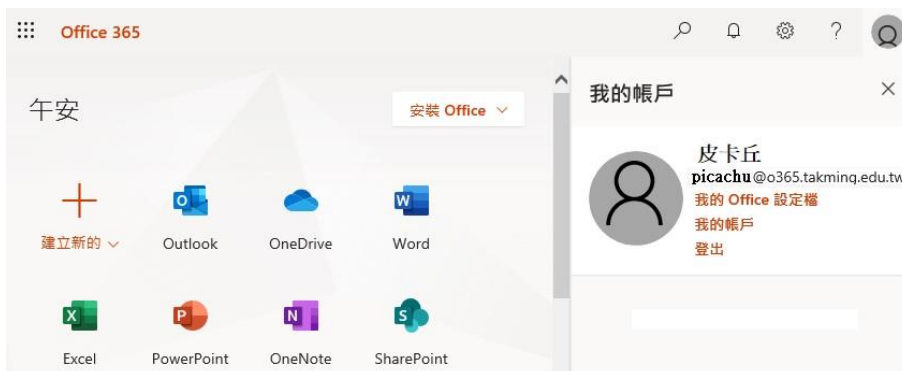 Office 365
?
午安
安裝 Office
建立新的
Outlook
OneDrive
Word
Excel
PowerPoint
OneNote
SharePoint
我的帳戶
皮卡丘
picachu@o365.takming.edu.tw
我的 Office 設定檔
我的帳戶
登出